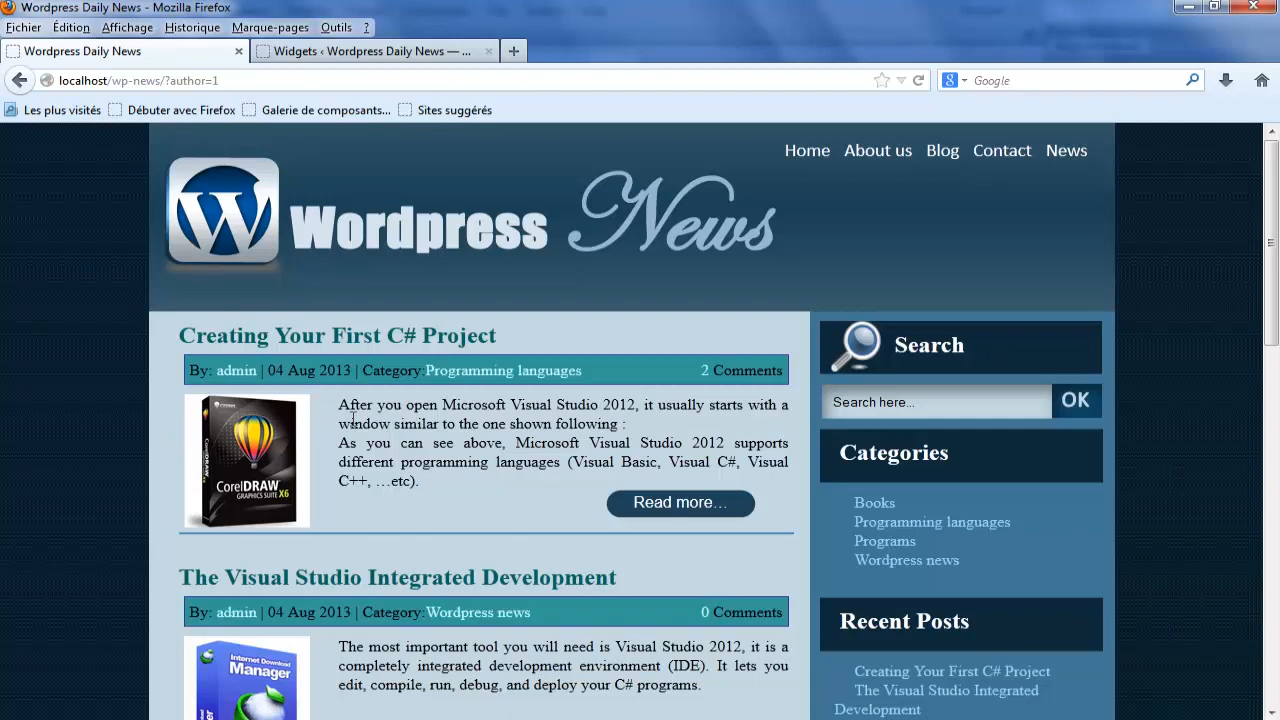 Wordpress Daily News - Mozilla Firefox
Fichier Édition Affichage Historique Marque-pages Outils ?
Wordpress Daily News × Widgets ‹ Wordpress Daily News — ... × +
localhost/wp-news/?author=1 8 Google
Les plus visités Débuter avec Firefox Galerie de composants... Sites suggérés
Home About us Blog Contact News
W Wordpress News
Creating Your First C# Project
By: admin | 04 Aug 2013 | Category:Programming languages 2 Comments
After you open Microsoft Visual Studio 2012, it usually starts with a
window similar to the one shown following :
As you can see above, Microsoft Visual Studio 2012 supports
different programming languages (Visual Basic, Visual C#, Visual
C++, …etc).
CorelDRAW
GRAPHICS SUITE X6
Read more...
The Visual Studio Integrated Development
By: admin | 04 Aug 2013 | Category:Wordpress news 0 Comments
Internet Download
Manager
The most important tool you will need is Visual Studio 2012, it is a
completely integrated development environment (IDE). It lets you
edit, compile, run, debug, and deploy your C# programs.
Search
Search here...
OK
Categories
Books
Programming languages
Programs
Wordpress news
Recent Posts
Creating Your First C# Project
The Visual Studio Integrated
Development